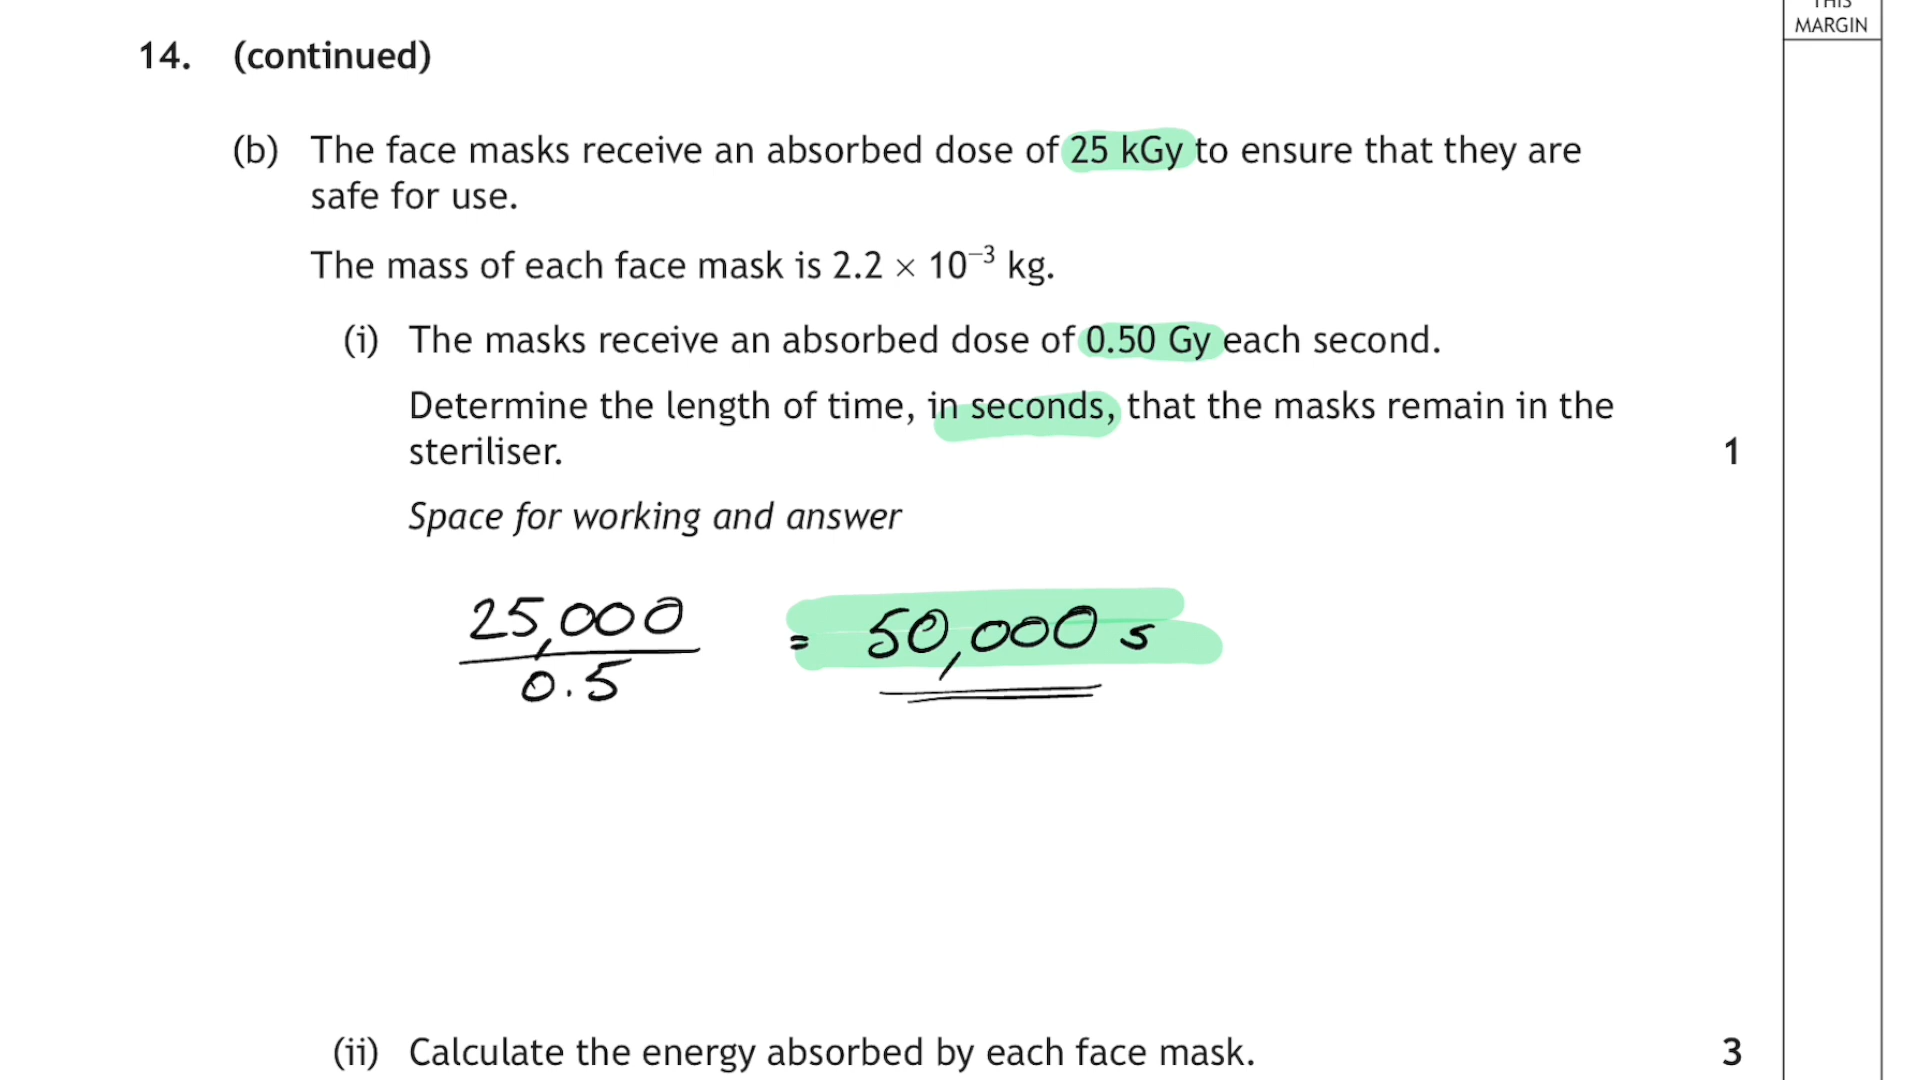 THIS
MARGIN
14. (continued)
(b) The face masks receive an absorbed dose of 25 kGy to ensure that they are
safe for use.
The mass of each face mask is 2.2 × 10⁻³ kg.
(i) The masks receive an absorbed dose of 0.50 Gy each second.
Determine the length of time, in seconds, that the masks remain in the
steriliser. 1
Space for working and answer
25,000
0.5
= 50,000 s
(ii) Calculate the energy absorbed by each face mask. 3